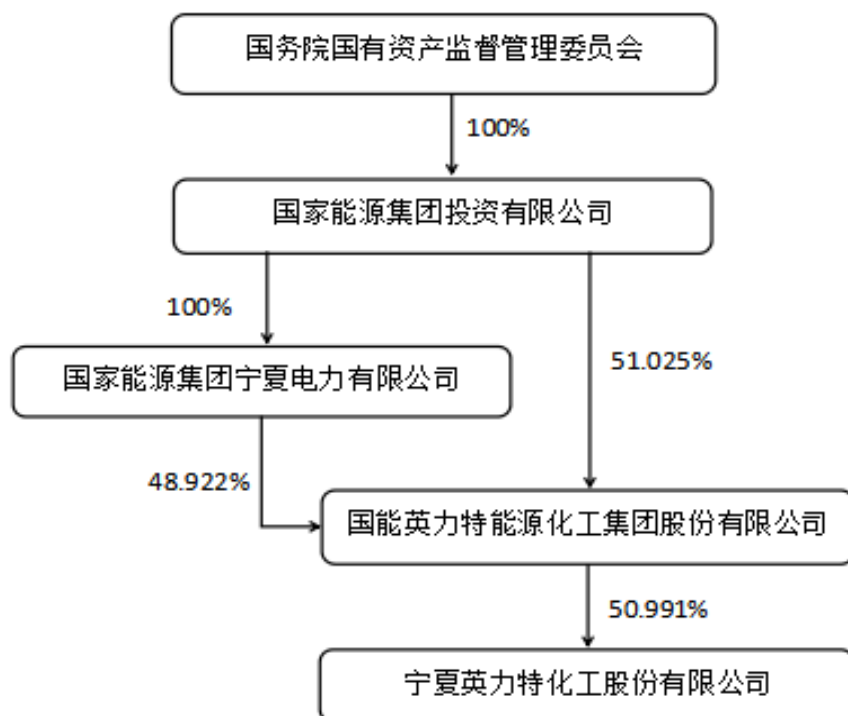 国务院国有资产监督管理委员会
100%
国家能源集团投资有限公司
100%
51.025%
国家能源集团宁夏电力有限公司
48.922%
国能英力特能源化工集团股份有限公司
50.991%
宁夏英力特化工股份有限公司